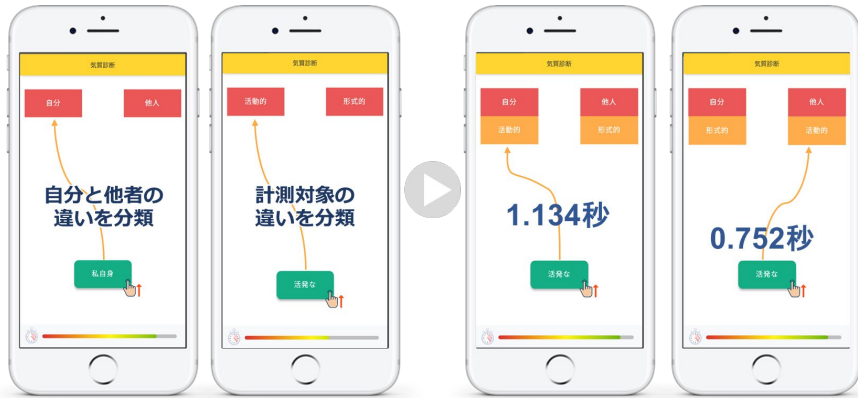 気質診断
自分
他人
自分と他者の
違いを分類
私自身
気質診断
活動的
形式的
計測対象の
違いを分類
活発な
気質診断
自分
他人
活動的
形式的
1.134秒
活発な
気質診断
自分
他人
形式的
活動的
0.752秒
活発な